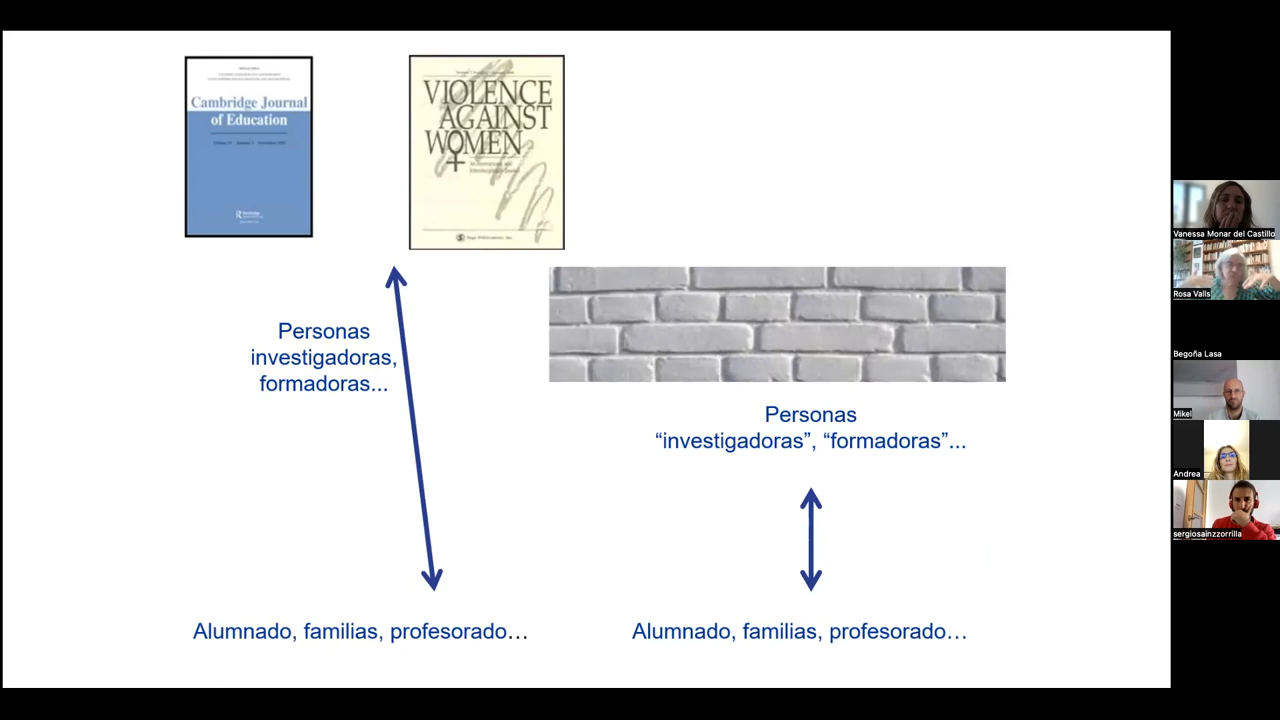 Cambridge Journal
of Education
VIOLENCE
AGAINST
WOMEN
Personas
investigadoras,
formadoras...
Personas
“investigadoras”, “formadoras”...
Alumnado, familias, profesorado…
Alumnado, familias, profesorado…
Vanessa Monar del Castillo
Rosa Valls
Begoña Lasa
Mikel
Andrea
sergiosainzzorrilla